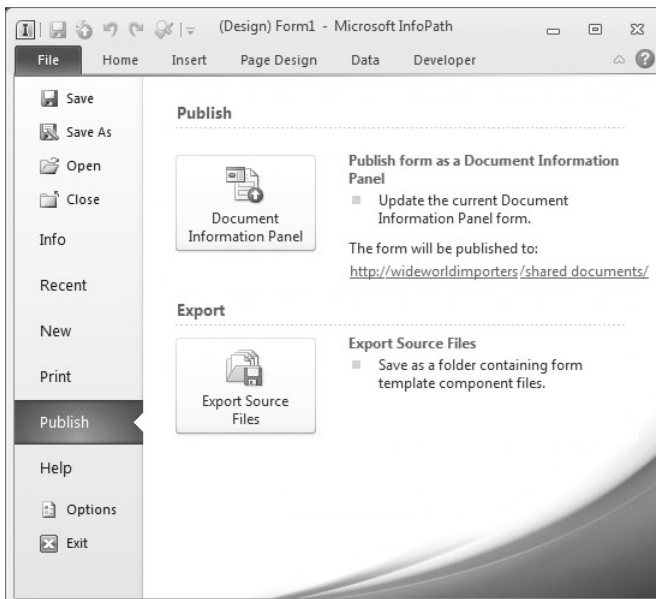 (Design) Form1 - Microsoft InfoPath
File Home Insert Page Design Data Developer
Save
Save As
Open
Close
Info
Recent
New
Print
Publish
Help
Options
Exit
Publish
Document
Information Panel
Publish form as a Document Information
Panel
Update the current Document
Information Panel form.
The form will be published to:
http://wideworldimporters/shared documents/
Export
Export Source
Files
Export Source Files
Save as a folder containing form
template component files.